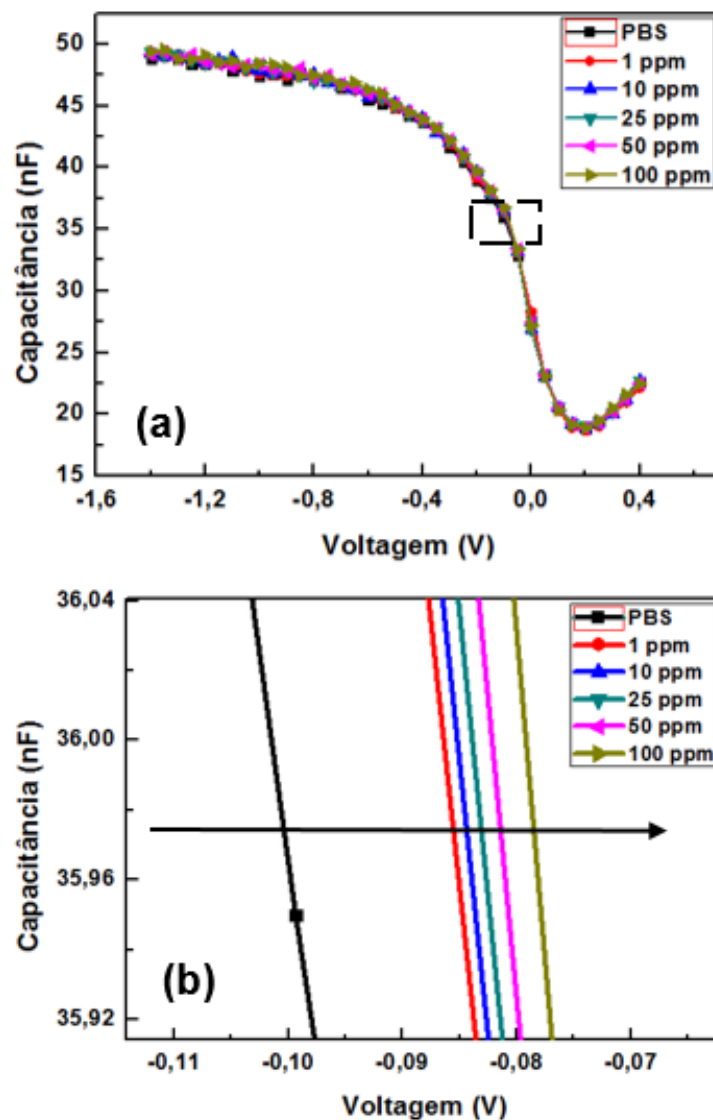 50
45
40
35
30
25
20
15
Capacitância (nF)
PBS
1 ppm
10 ppm
25 ppm
50 ppm
100 ppm
(a)
-1,6 -1,2 -0,8 -0,4 0,0 0,4
Voltagem (V)
36,04
36,00
35,96
35,92
Capacitância (nF)
PBS
1 ppm
10 ppm
25 ppm
50 ppm
100 ppm
(b)
-0,11 -0,10 -0,09 -0,08 -0,07
Voltagem (V)